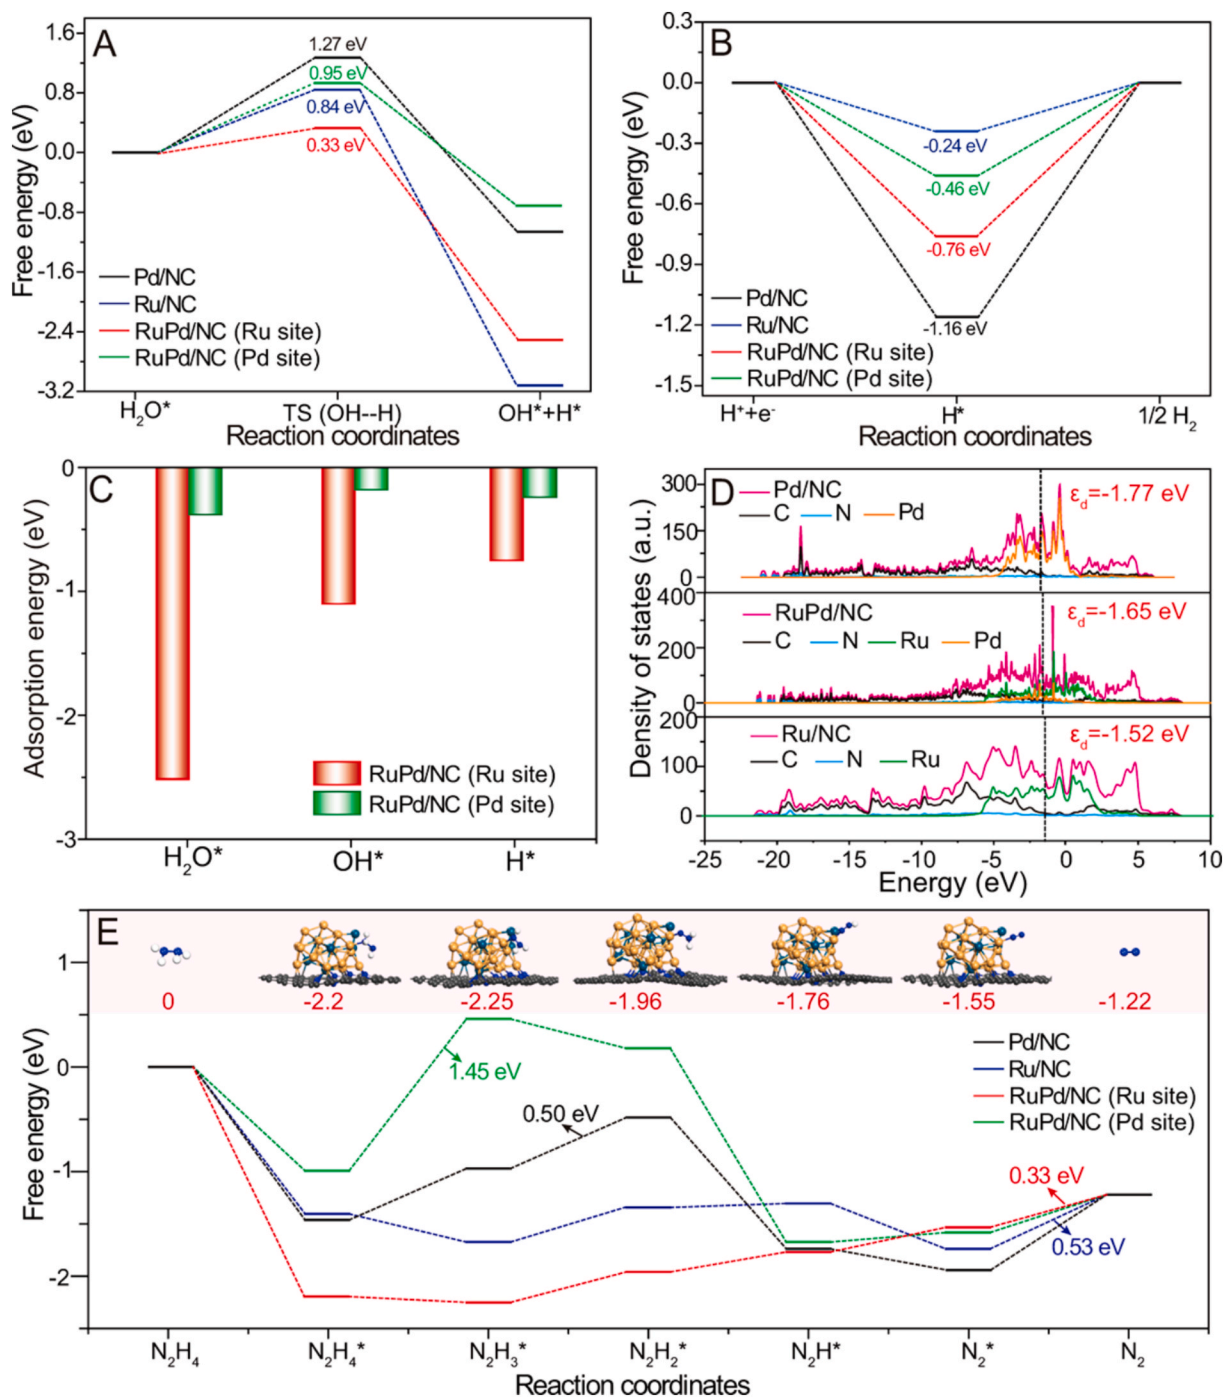 A
Free energy (eV)
1.6
0.8
0.0
-0.8
-1.6
-2.4
-3.2
1.27 eV
0.95 eV
0.84 eV
0.33 eV
Pd/NC
Ru/NC
RuPd/NC (Ru site)
RuPd/NC (Pd site)
H₂O* TS (OH--H) OH*+H*
Reaction coordinates
B
Free energy (eV)
0.3
0.0
-0.3
-0.6
-0.9
-1.2
-1.5
-0.24 eV
-0.46 eV
-0.76 eV
-1.16 eV
Pd/NC
Ru/NC
RuPd/NC (Ru site)
RuPd/NC (Pd site)
H⁺+e⁻ H* 1/2 H₂
Reaction coordinates
C
Adsorption energy (eV)
0
-1
-2
-3
RuPd/NC (Ru site)
RuPd/NC (Pd site)
H₂O* OH* H*
D
Density of states (a.u.)
300
150
0
Pd/NC
C N Pd
ε_d=-1.77 eV
400
200
0
RuPd/NC
C N Ru Pd
ε_d=-1.65 eV
200
100
0
Ru/NC
C N Ru
ε_d=-1.52 eV
-25 -20 -15 -10 -5 0 5 10
Energy (eV)
E
0 -2.2 -2.25 -1.96 -1.76 -1.55 -1.22
Free energy (eV)
1
0
-1
-2
1.45 eV
0.50 eV
0.33 eV
0.53 eV
Pd/NC
Ru/NC
RuPd/NC (Ru site)
RuPd/NC (Pd site)
N₂H₄ N₂H₄* N₂H₃* N₂H₂* N₂H* N₂* N₂
Reaction coordinates